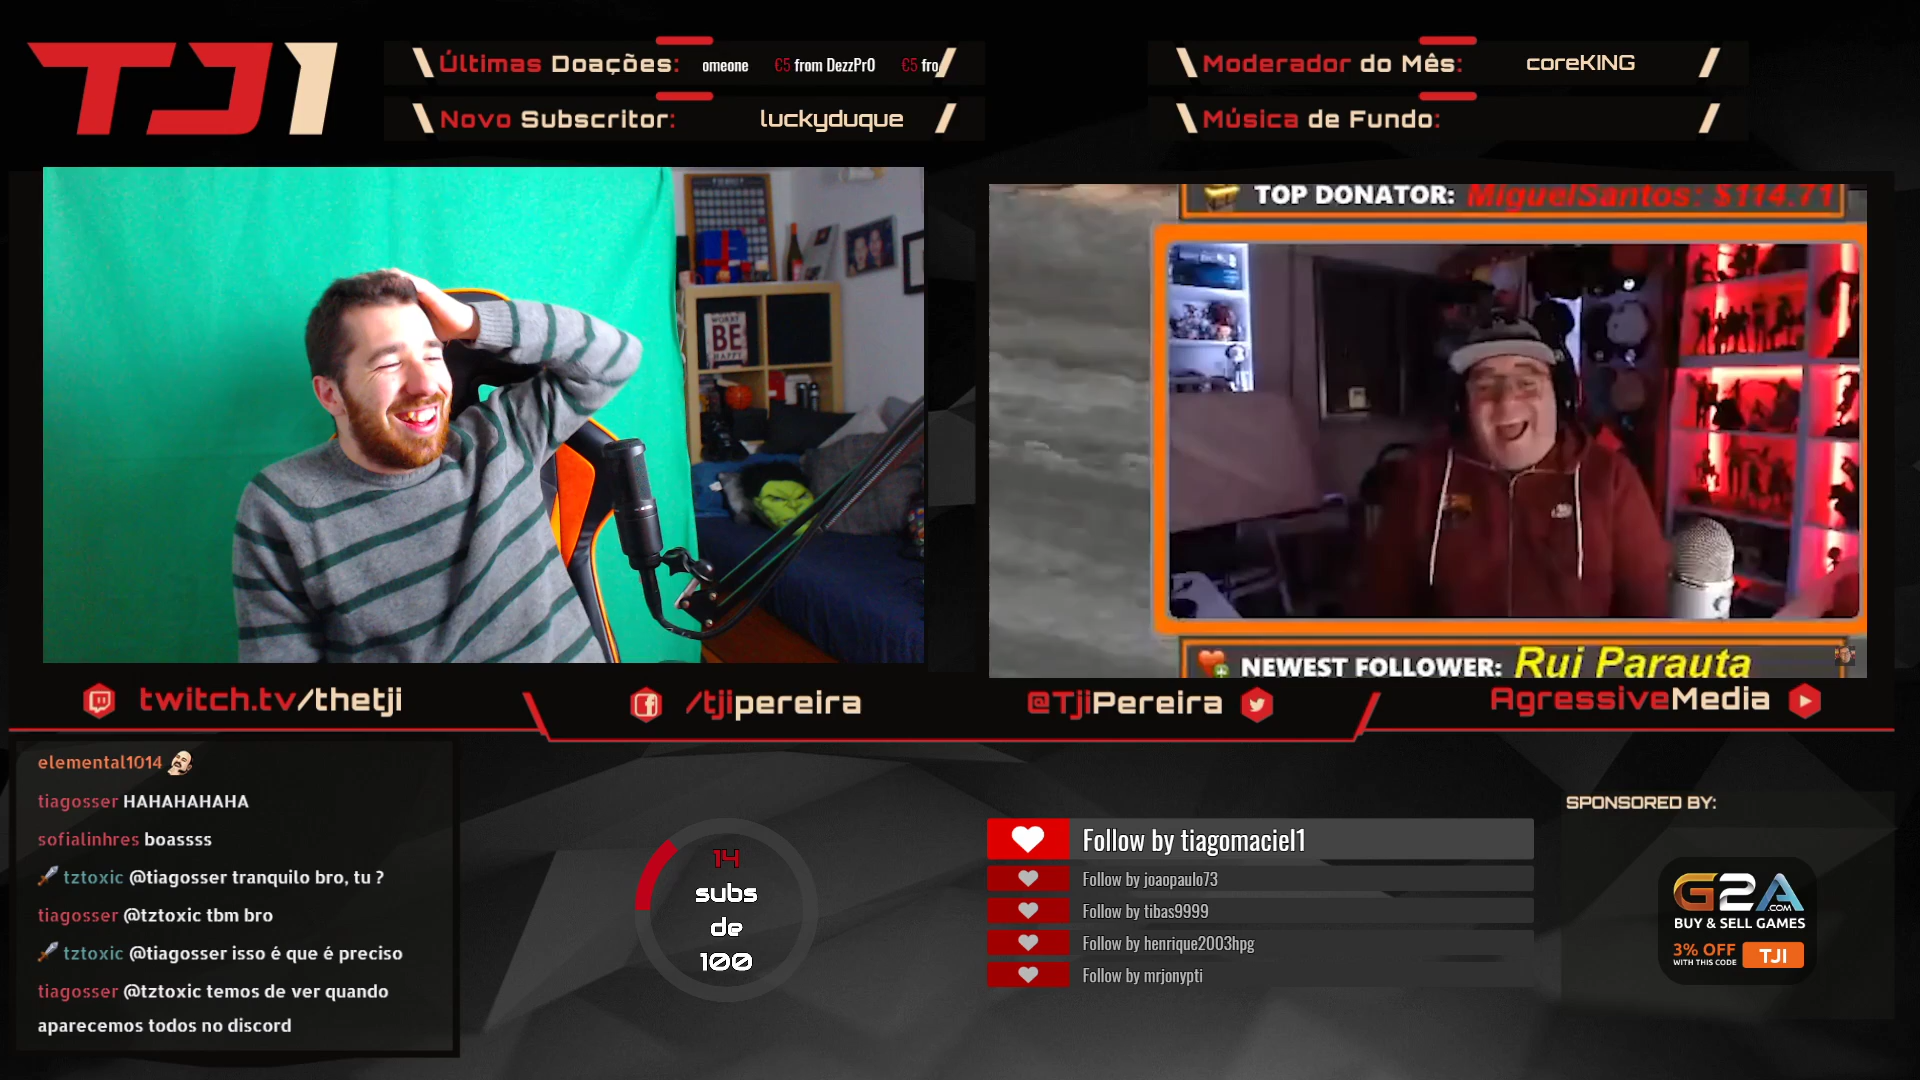 TJI
Últimas Doações:
omeone €5 from DezzPr0 €5 fro
Novo Subscritor:
luckyduque
Moderador do Mês:
coreKING
Música de Fundo:
WORRY
BE
HAPPY
TOP DONATOR: MiguelSantos: $114.71
NEWEST FOLLOWER: Rui Parauta
twitch.tv/thetji
/tjipereira
@TjiPereira
AgressiveMedia
elemental1014
tiagosser HAHAHAHAHA
sofialinhres boassss
tztoxic @tiagosser tranquilo bro, tu ?
tiagosser @tztoxic tbm bro
tztoxic @tiagosser isso é que é preciso
tiagosser @tztoxic temos de ver quando
aparecemos todos no discord
14
subs
de
100
Follow by tiagomaciel1
Follow by joaopaulo73
Follow by tibas9999
Follow by henrique2003hpg
Follow by mrjonypti
SPONSORED BY:
G2A
.COM
BUY & SELL GAMES
3% OFF
WITH THIS CODE
TJI